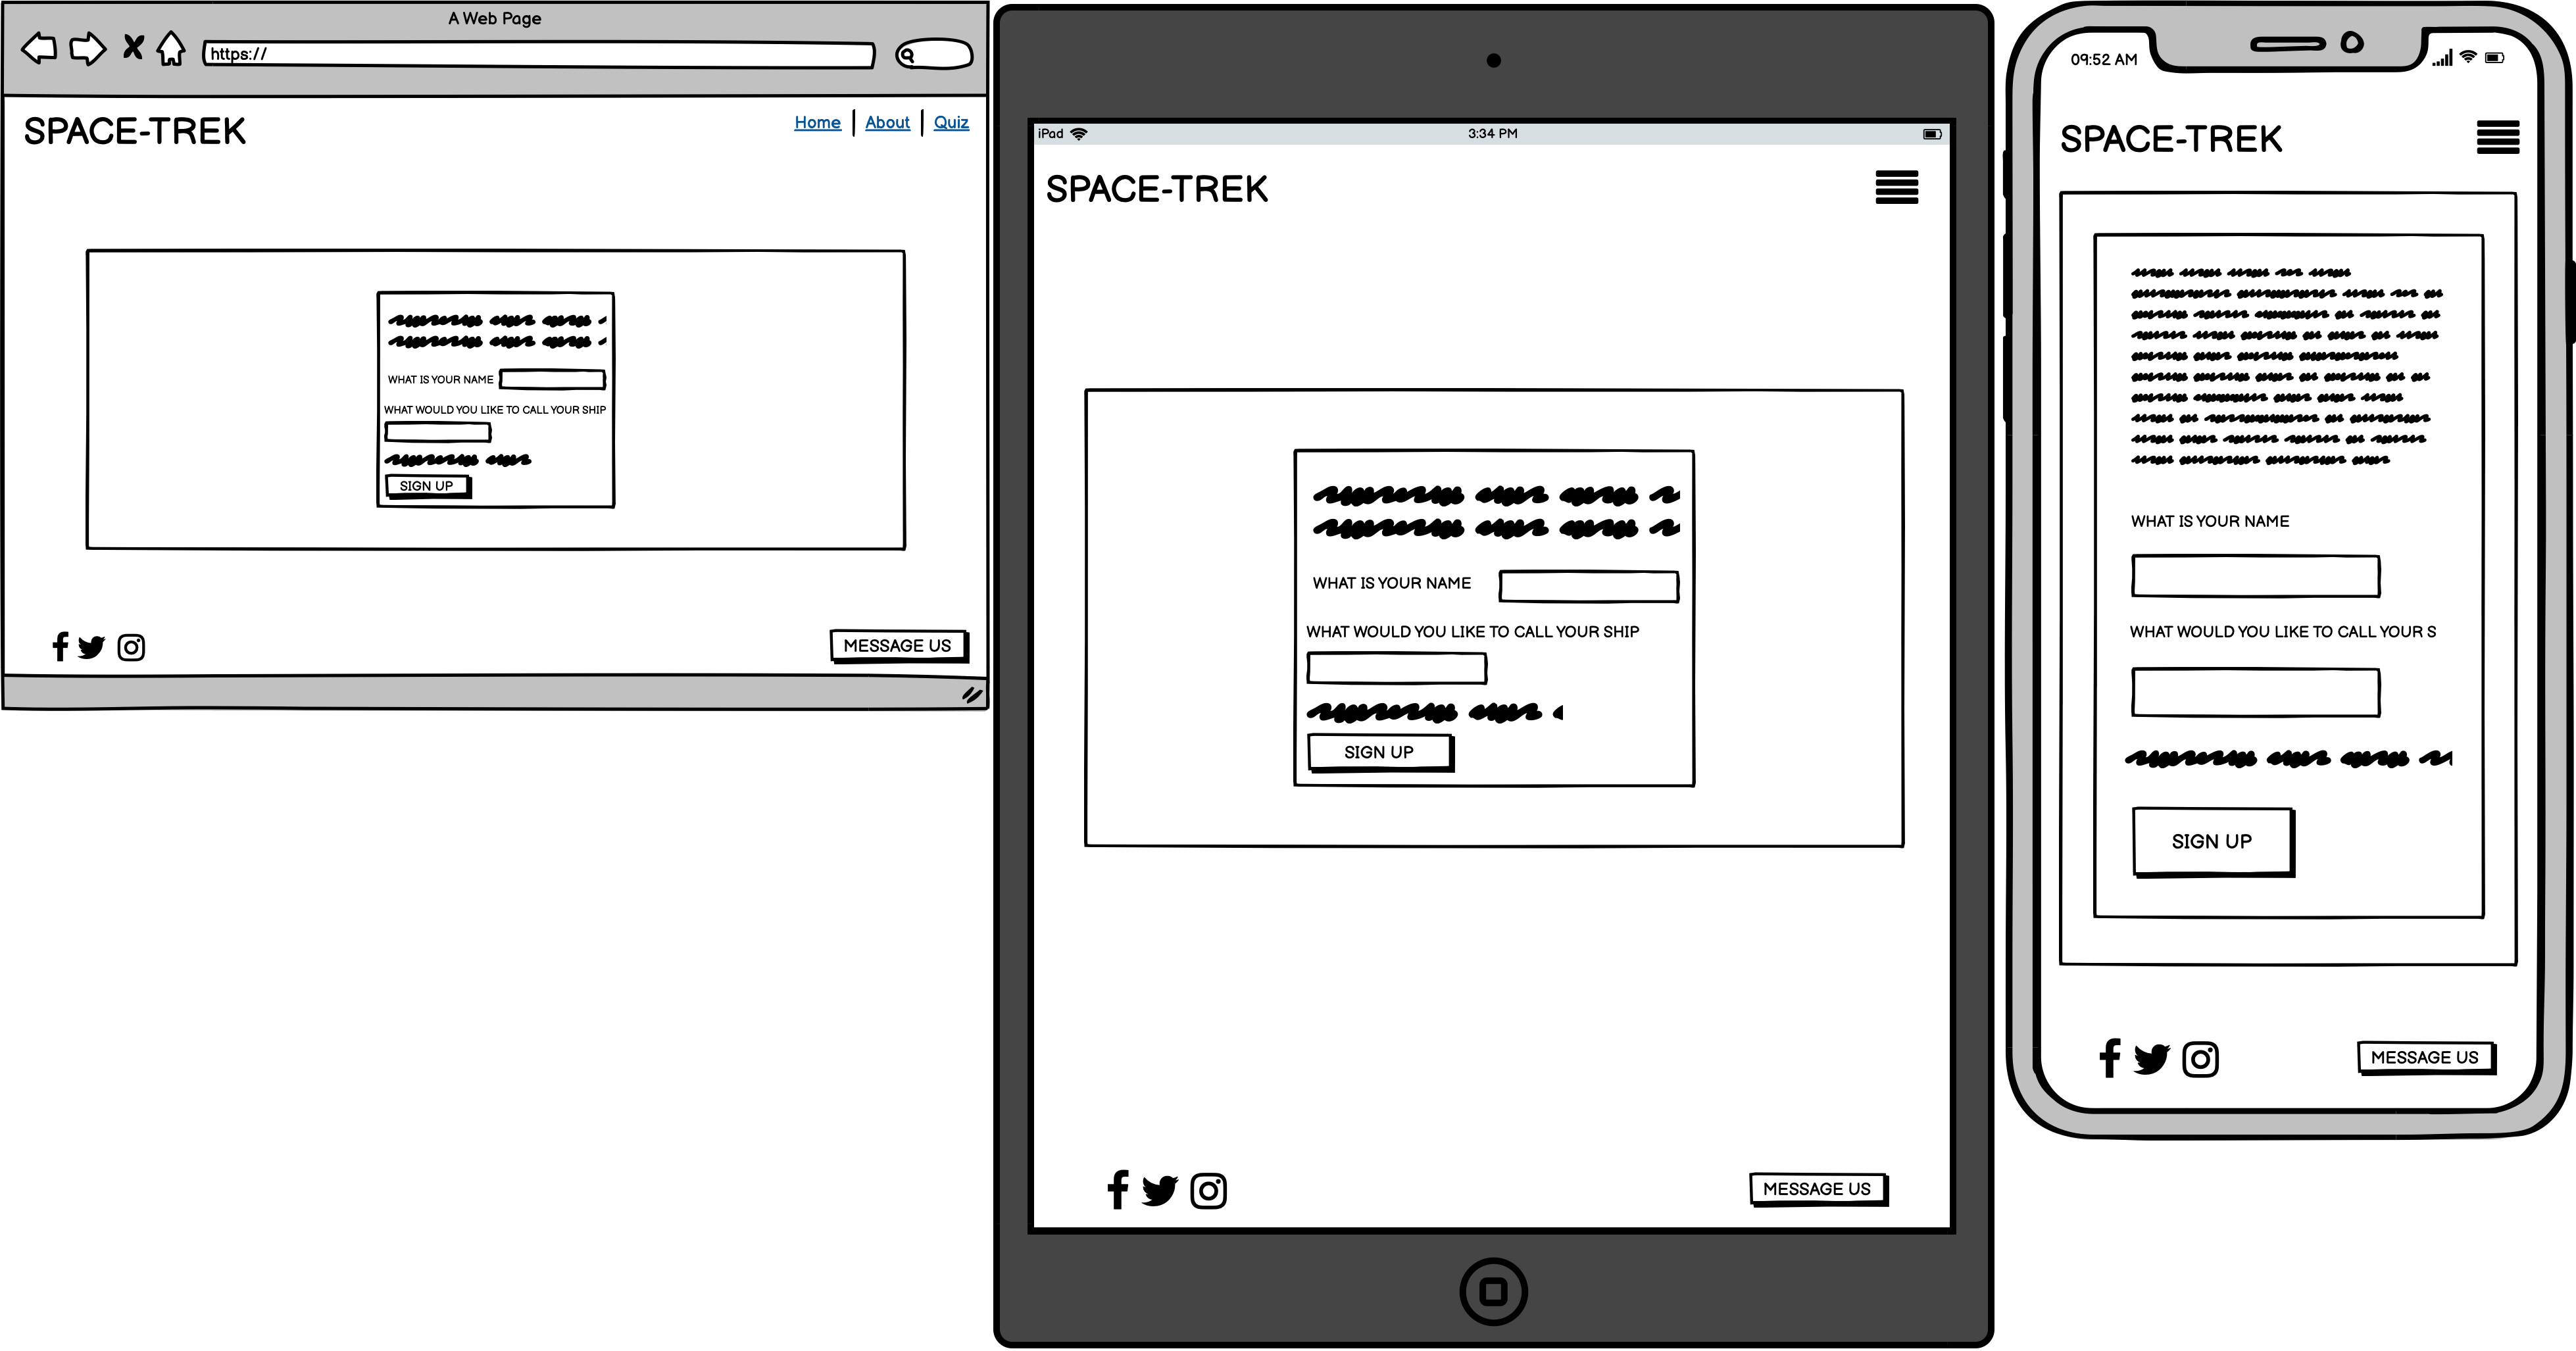 A Web Page
https://
SPACE-TREK
Home | About | Quiz
WHAT IS YOUR NAME
WHAT WOULD YOU LIKE TO CALL YOUR SHIP
SIGN UP
MESSAGE US
iPad
3:34 PM
SPACE-TREK
WHAT IS YOUR NAME
WHAT WOULD YOU LIKE TO CALL YOUR SHIP
SIGN UP
MESSAGE US
09:52 AM
SPACE-TREK
WHAT IS YOUR NAME
WHAT WOULD YOU LIKE TO CALL YOUR S
SIGN UP
MESSAGE US